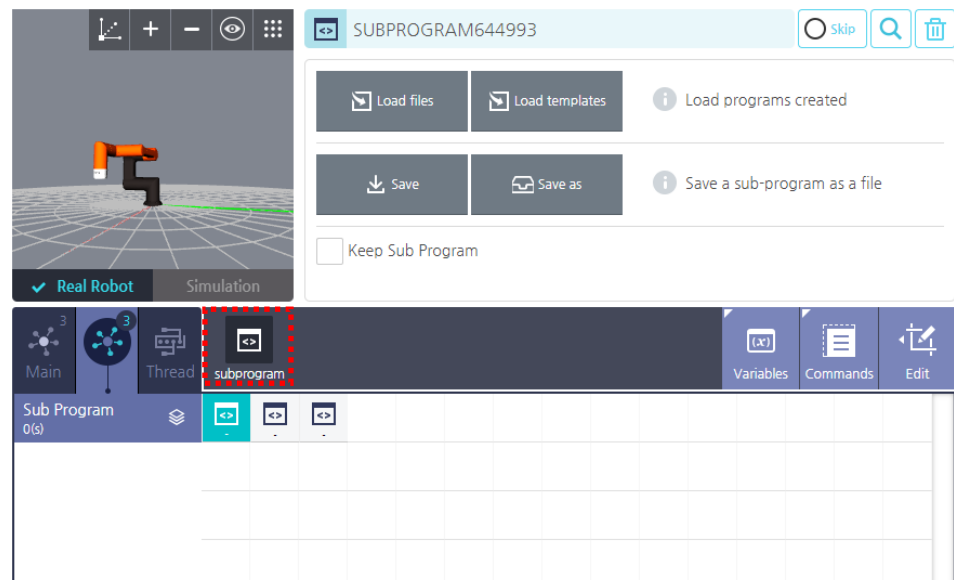 SUBPROGRAM644993
Skip
Load files
Load templates
Load programs created
Save
Save as
Save a sub-program as a file
Keep Sub Program
Real Robot
Simulation
3
Main
3
Thread
subprogram
(x)
Variables
Commands
Edit
Sub Program
0(s)
- - -